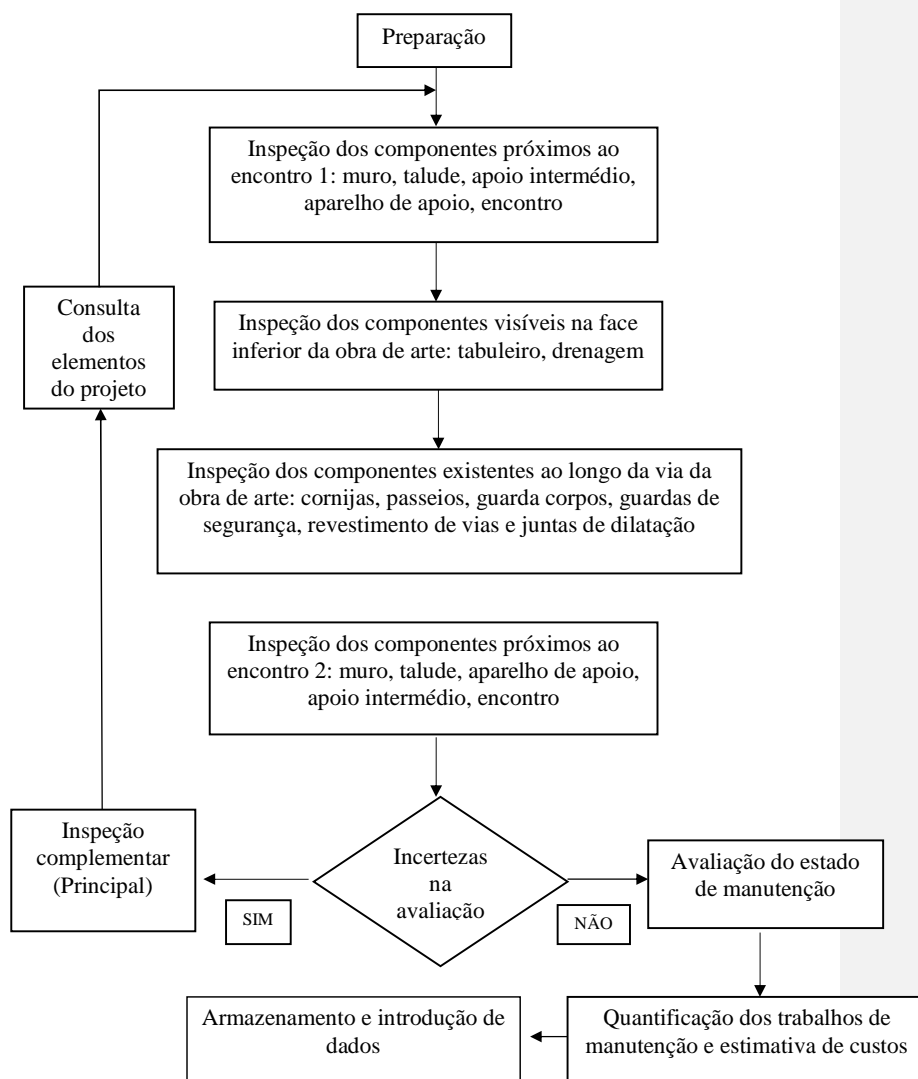 Preparação
Inspeção dos componentes próximos ao
encontro 1: muro, talude, apoio intermédio,
aparelho de apoio, encontro
Consulta
dos
elementos
do projeto
Inspeção dos componentes visíveis na face
inferior da obra de arte: tabuleiro, drenagem
Inspeção dos componentes existentes ao longo da via da
obra de arte: cornijas, passeios, guarda corpos, guardas de
segurança, revestimento de vias e juntas de dilatação
Inspeção dos componentes próximos ao
encontro 2: muro, talude, aparelho de apoio,
apoio intermédio, encontro
Inspeção
complementar
(Principal)
SIM
Incertezas
na
avaliação
NÃO
Avaliação do estado
de manutenção
Quantificação dos trabalhos de
manutenção e estimativa de custos
Armazenamento e introdução de
dados